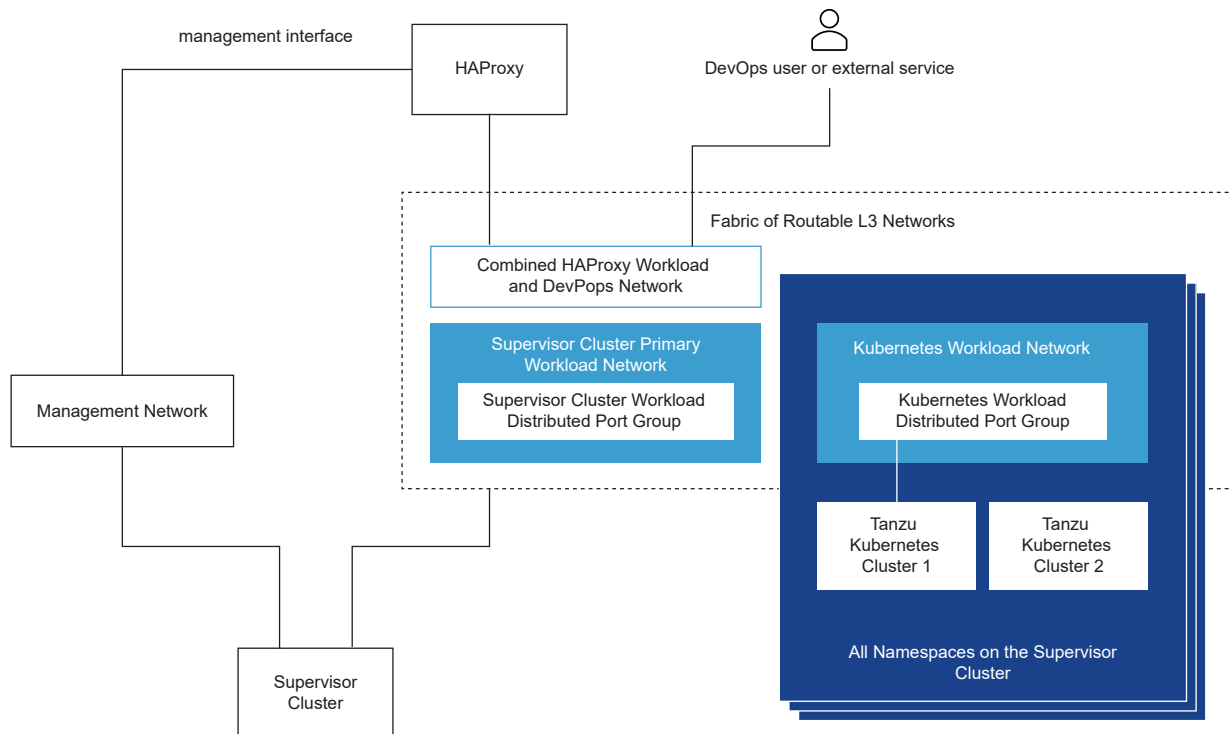 management interface
HAProxy
DevOps user or external service
Fabric of Routable L3 Networks
Combined HAProxy Workload
and DevPops Network
Supervisor Cluster Primary
Workload Network
Supervisor Cluster Workload
Distributed Port Group
Kubernetes Workload Network
Kubernetes Workload
Distributed Port Group
Management Network
Tanzu
Kubernetes
Cluster 1
Tanzu
Kubernetes
Cluster 2
All Namespaces on the Supervisor
Cluster
Supervisor
Cluster